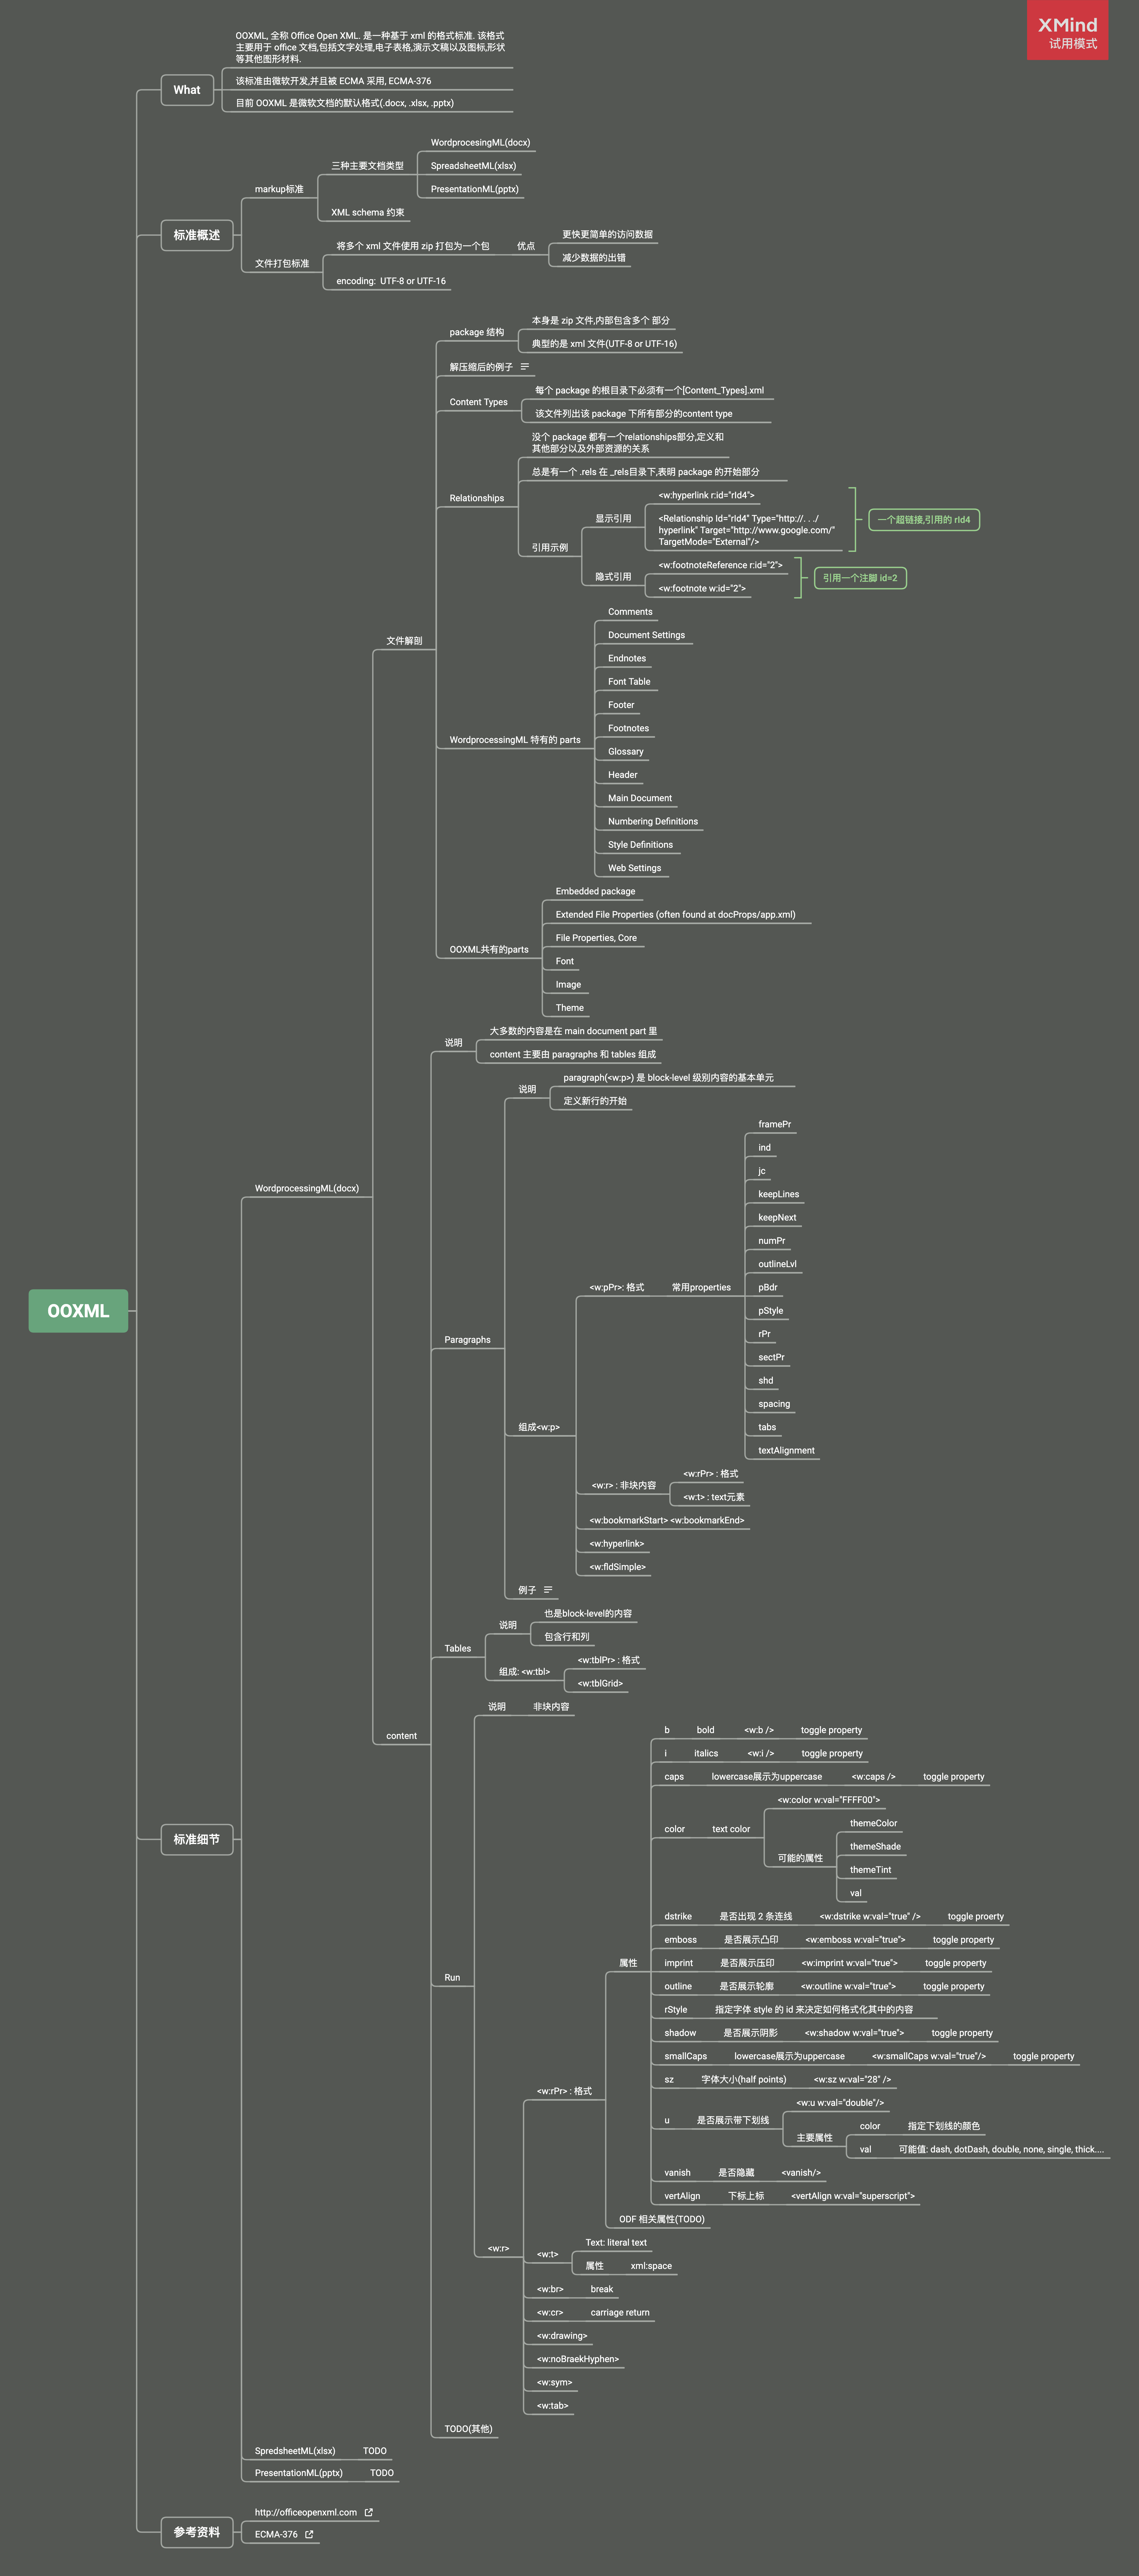 XMind
试用模式
OOXML
What
OOXML, 全称 Office Open XML. 是一种基于 xml 的格式标准. 该格式
主要用于 office 文档,包括文字处理,电子表格,演示文稿以及图标,形状
等其他图形材料.
该标准由微软开发,并且被 ECMA 采用, ECMA-376
目前 OOXML 是微软文档的默认格式(.docx, .xlsx, .pptx)
标准概述
markup标准
三种主要文档类型
WordprocesingML(docx)
SpreadsheetML(xlsx)
PresentationML(pptx)
XML schema 约束
文件打包标准
将多个 xml 文件使用 zip 打包为一个包
优点
更快更简单的访问数据
减少数据的出错
encoding: UTF-8 or UTF-16
标准细节
WordprocessingML(docx)
文件解剖
package 结构
本身是 zip 文件,内部包含多个 部分
典型的是 xml 文件(UTF-8 or UTF-16)
解压缩后的例子
Content Types
每个 package 的根目录下必须有一个[Content_Types].xml
该文件列出该 package 下所有部分的content type
Relationships
没个 package 都有一个relationships部分,定义和
其他部分以及外部资源的关系
总是有一个 .rels 在 _rels目录下,表明 package 的开始部分
引用示例
显示引用
<w:hyperlink r:id="rId4">
<Relationship Id="rId4" Type="http://. . ./
hyperlink" Target="http://www.google.com/"
TargetMode="External"/>
一个超链接,引用的 rId4
隐式引用
<w:footnoteReference r:id="2">
<w:footnote w:id="2">
引用一个注脚 id=2
WordprocessingML 特有的 parts
Comments
Document Settings
Endnotes
Font Table
Footer
Footnotes
Glossary
Header
Main Document
Numbering Definitions
Style Definitions
Web Settings
OOXML共有的parts
Embedded package
Extended File Properties (often found at docProps/app.xml)
File Properties, Core
Font
Image
Theme
content
说明
大多数的内容是在 main document part 里
content 主要由 paragraphs 和 tables 组成
Paragraphs
说明
paragraph(<w:p>) 是 block-level 级别内容的基本单元
定义新行的开始
组成<w:p>
<w:pPr>: 格式
常用properties
framePr
ind
jc
keepLines
keepNext
numPr
outlineLvl
pBdr
pStyle
rPr
sectPr
shd
spacing
tabs
textAlignment
<w:r> : 非块内容
<w:rPr> : 格式
<w:t> : text元素
<w:bookmarkStart> <w:bookmarkEnd>
<w:hyperlink>
<w:fldSimple>
例子
Tables
说明
也是block-level的内容
包含行和列
组成: <w:tbl>
<w:tblPr> : 格式
<w:tblGrid>
Run
说明
非块内容
<w:r>
<w:rPr> : 格式
属性
b bold <w:b /> toggle property
i italics <w:i /> toggle property
caps lowercase展示为uppercase <w:caps /> toggle property
color text color
<w:color w:val="FFFF00">
可能的属性
themeColor
themeShade
themeTint
val
dstrike 是否出现 2 条连线 <w:dstrike w:val="true" /> toggle proerty
emboss 是否展示凸印 <w:emboss w:val="true"> toggle property
imprint 是否展示压印 <w:imprint w:val="true"> toggle property
outline 是否展示轮廓 <w:outline w:val="true"> toggle property
rStyle 指定字体 style 的 id 来决定如何格式化其中的内容
shadow 是否展示阴影 <w:shadow w:val="true"> toggle property
smallCaps lowercase展示为uppercase <w:smallCaps w:val="true"/> toggle property
sz 字体大小(half points) <w:sz w:val="28" />
u 是否展示带下划线
<w:u w:val="double"/>
主要属性
color 指定下划线的颜色
val 可能值: dash, dotDash, double, none, single, thick....
vanish 是否隐藏 <vanish/>
vertAlign 下标上标 <vertAlign w:val="superscript">
ODF 相关属性(TODO)
<w:t>
Text: literal text
属性 xml:space
<w:br> break
<w:cr> carriage return
<w:drawing>
<w:noBraekHyphen>
<w:sym>
<w:tab>
TODO(其他)
SpredsheetML(xlsx) TODO
PresentationML(pptx) TODO
参考资料
http://officeopenxml.com
ECMA-376